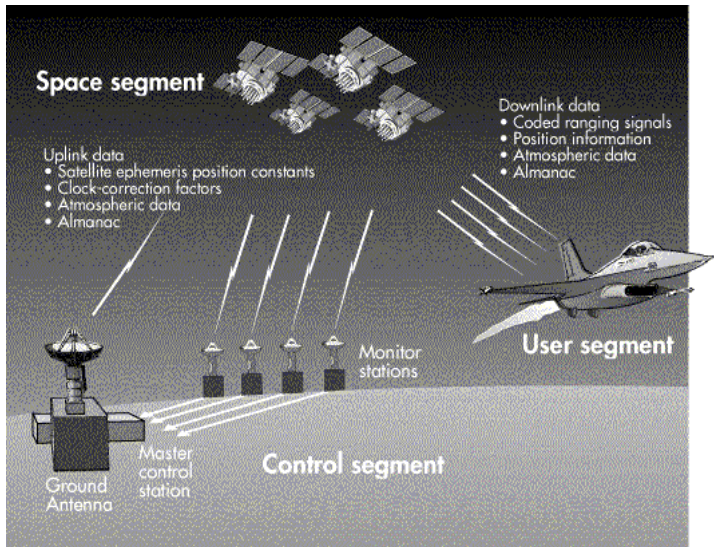 Space segment
Downlink data
• Coded ranging signals
• Position information
• Atmospheric data
• Almanac
Uplink data
• Satellite ephemeris position constants
• Clock-correction factors
• Atmospheric data
• Almanac
Monitor
stations
User segment
Master
control
station
Control segment
Ground
Antenna